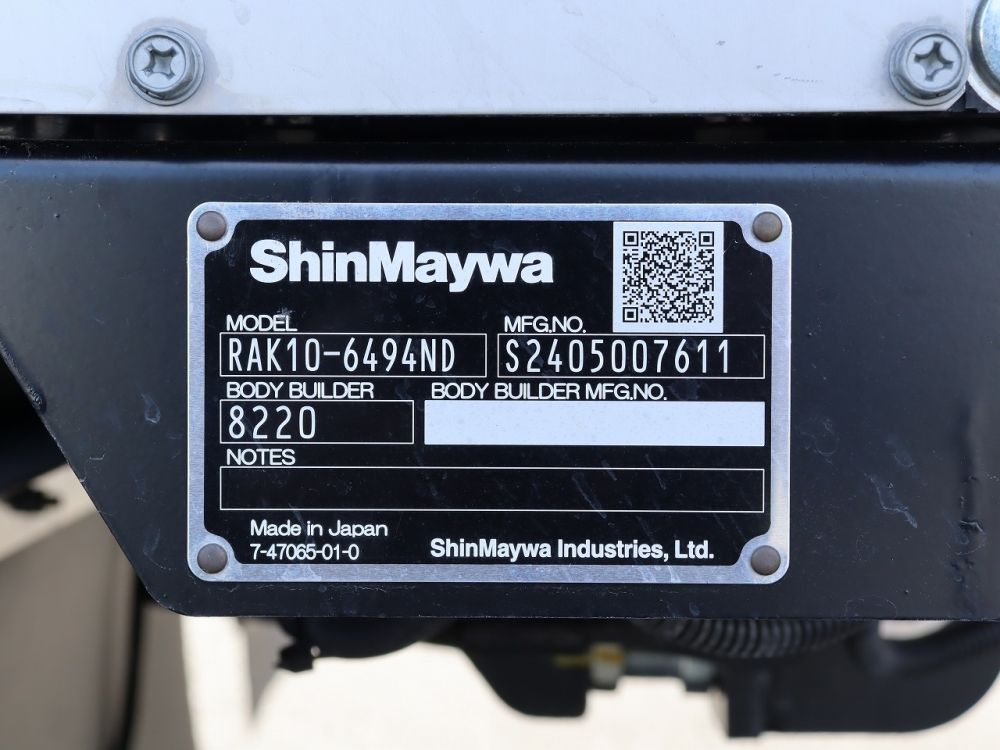 ShinMaywa
MODEL MFG.NO.
RAK10-6494ND S2405007611
BODY BUILDER BODY BUILDER MFG.NO.
8220
NOTES
Made in Japan
7-47065-01-0 ShinMaywa Industries, Ltd.